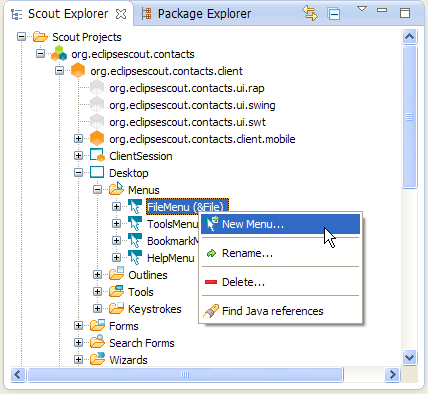 Scout Explorer Package Explorer
Scout Projects
org.eclipsescout.contacts
org.eclipsescout.contacts.client
org.eclipsescout.contacts.ui.rap
org.eclipsescout.contacts.ui.swing
org.eclipsescout.contacts.ui.swt
org.eclipsescout.contacts.client.mobile
ClientSession
Desktop
Menus
FileMenu (&File)
ToolsMenu
New Menu...
BookmarkM
Rename...
HelpMenu
Outlines
Delete...
Tools
Keystrokes
Find Java references
Forms
Search Forms
Wizards